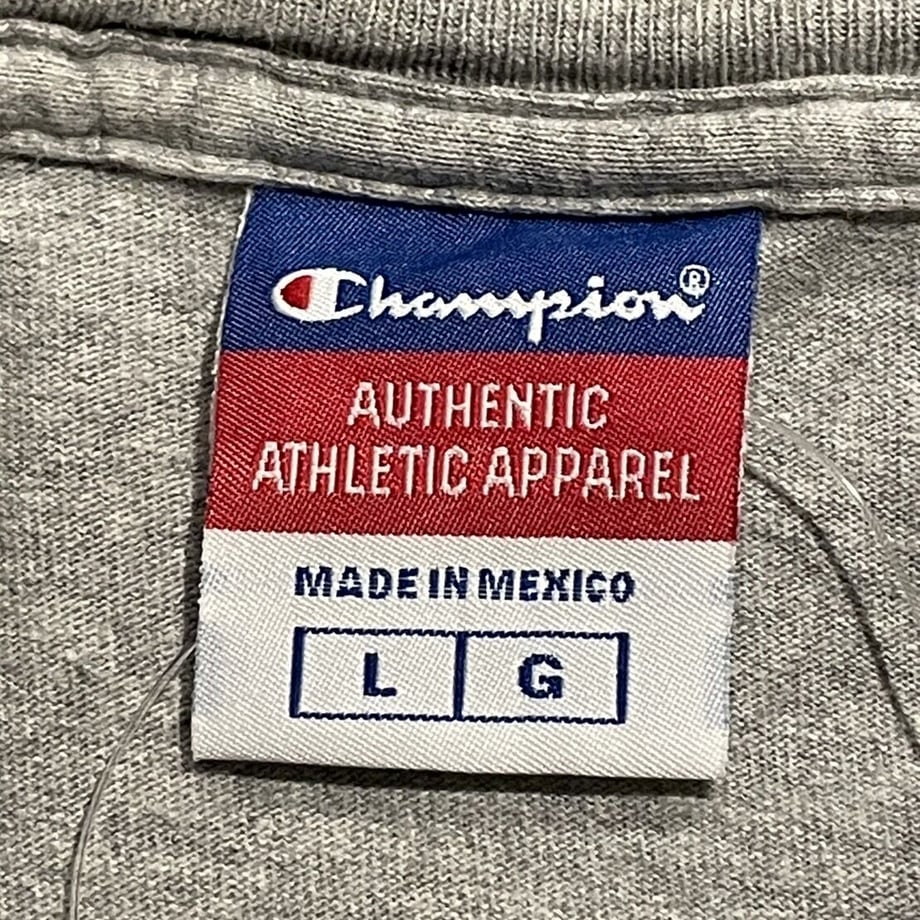 Champion®
AUTHENTIC
ATHLETIC APPAREL
MADE IN MEXICO
L G